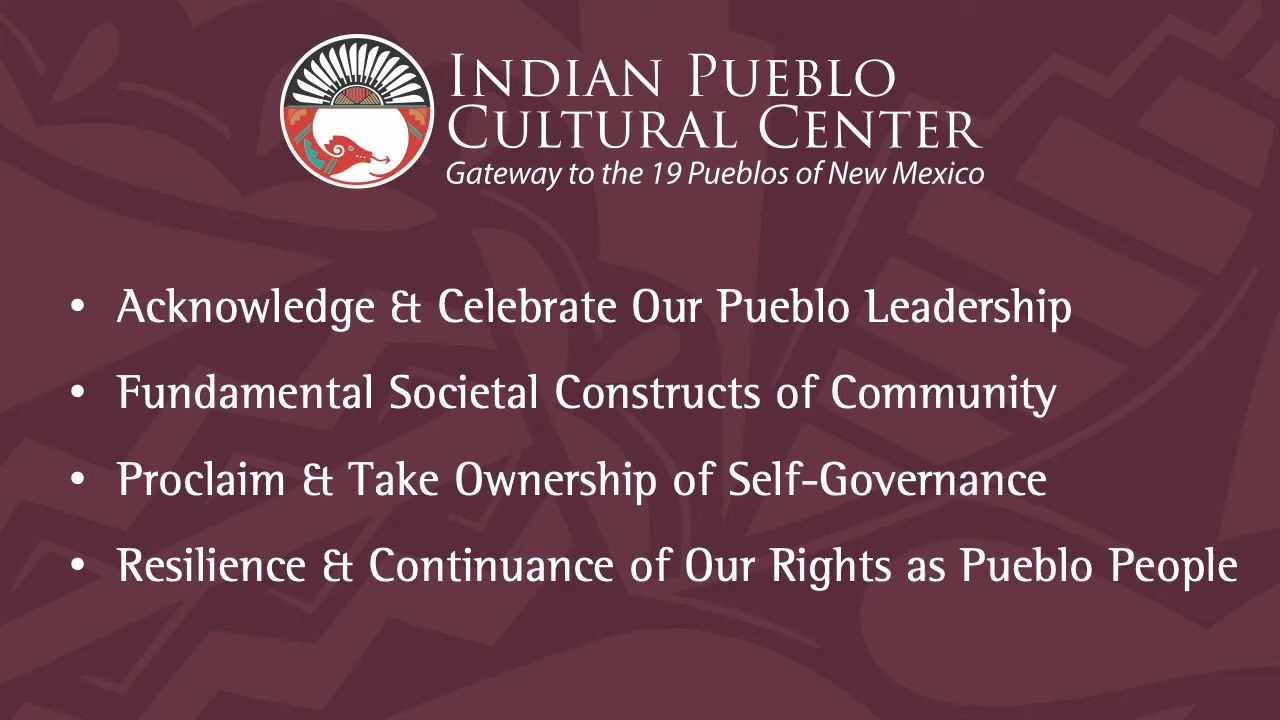 INDIAN PUEBLO
CULTURAL CENTER
Gateway to the 19 Pueblos of New Mexico
• Acknowledge & Celebrate Our Pueblo Leadership
• Fundamental Societal Constructs of Community
• Proclaim & Take Ownership of Self-Governance
• Resilience & Continuance of Our Rights as Pueblo People